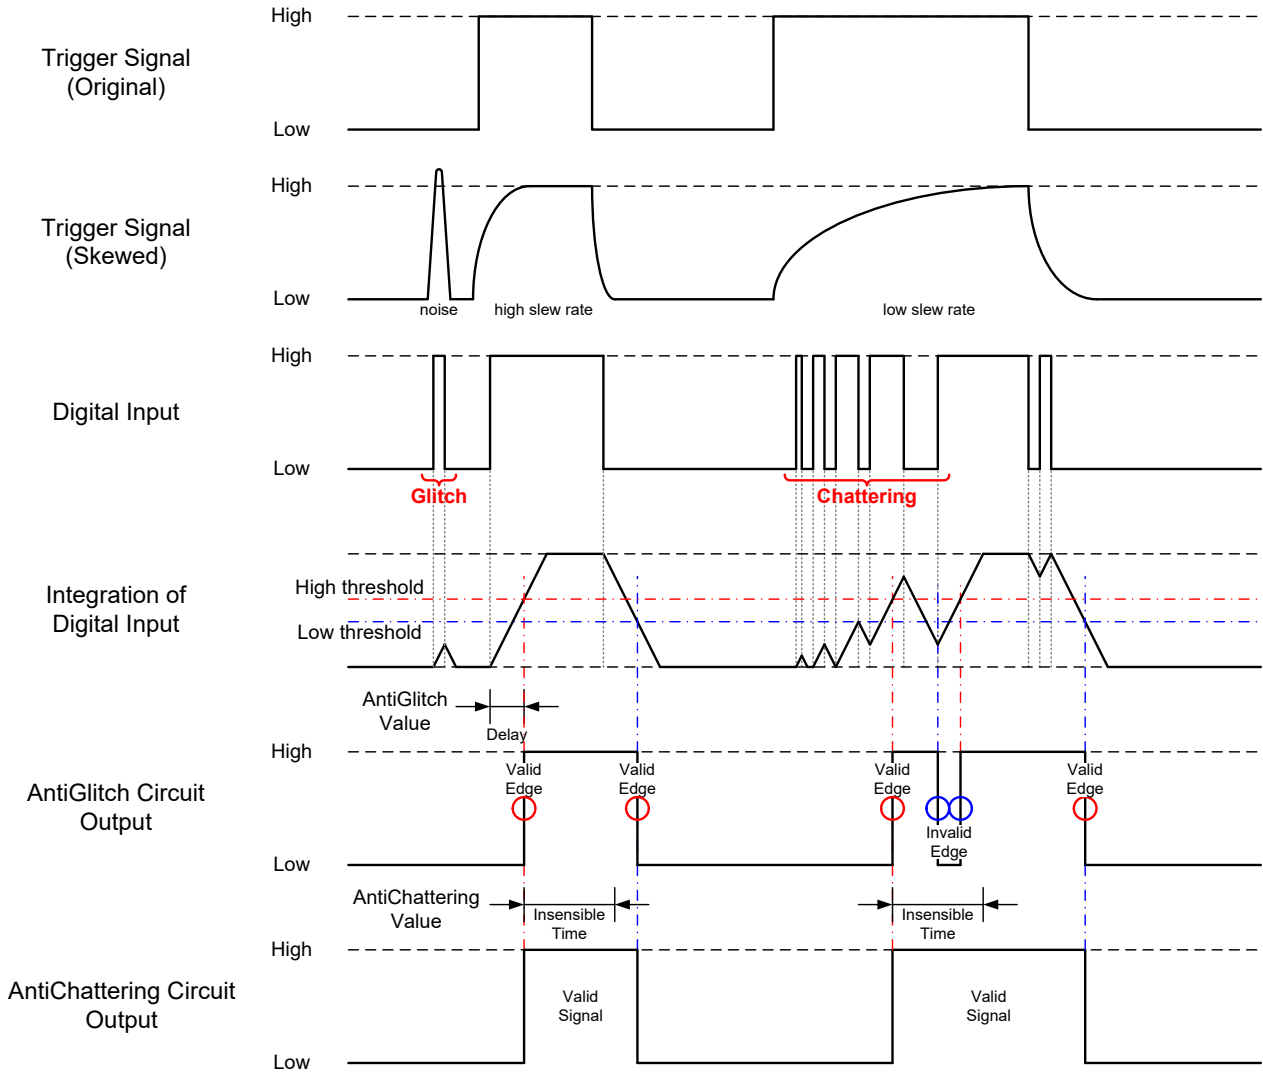 High
Trigger Signal
(Original)
Low
High
Trigger Signal
(Skewed)
Low
noise
high slew rate
low slew rate
High
Digital Input
Low
Glitch
Chattering
High threshold
Integration of
Digital Input
Low threshold
AntiGlitch
Value
Delay
High
Valid
Edge
Valid
Edge
Valid
Edge
Valid
Edge
AntiGlitch Circuit
Output
Invalid
Edge
Low
AntiChattering
Value
Insensible
Time
Insensible
Time
High
AntiChattering Circuit
Output
Valid
Signal
Valid
Signal
Low